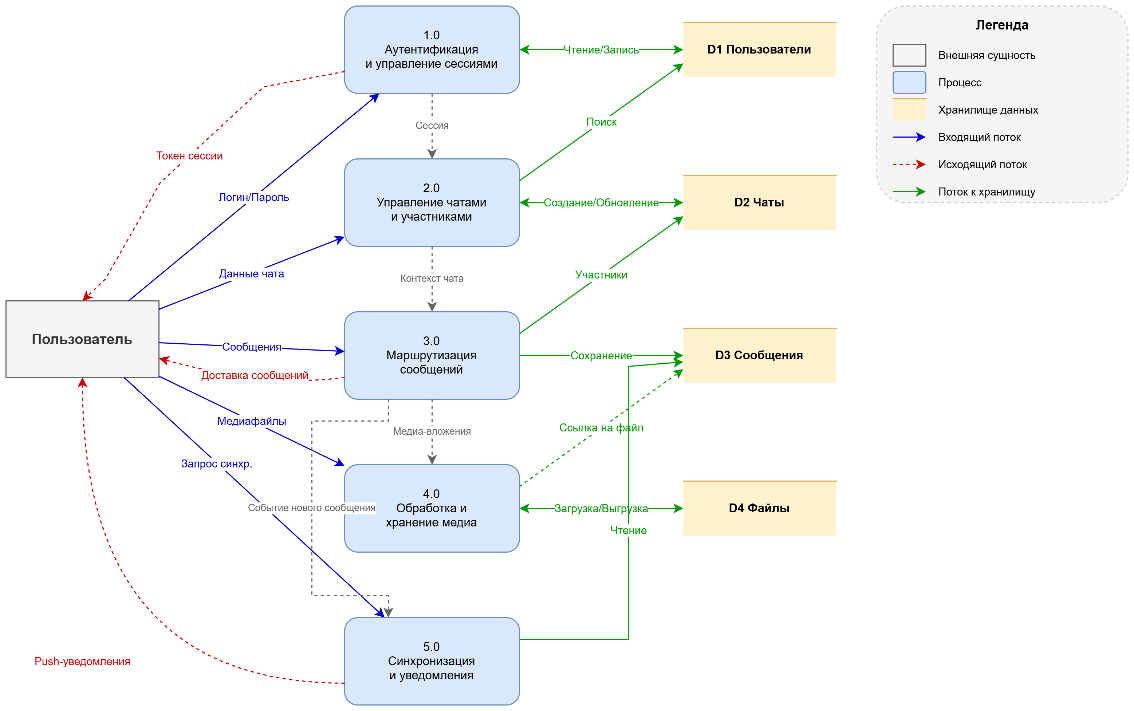 1.0
Аутентификация
и управление сессиями
Чтение/Запись
D1 Пользователи
Легенда
Внешняя сущность
Процесс
Хранилище данных
Входящий поток
Исходящий поток
Поток к хранилищу
Сессия
Поиск
Токен сессии
Логин/Пароль
2.0
Управление чатами
и участниками
Создание/Обновление
D2 Чаты
Данные чата
Контекст чата
Участники
Пользователь
Сообщения
3.0
Маршрутизация
сообщений
Сохранение
D3 Сообщения
Доставка сообщений
Медиафайлы
Медиа-вложения
Ссылка на файл
Запрос синхр.
Событие нового сообщения
4.0
Обработка и
хранение медиа
Загрузка/Выгрузка
D4 Файлы
Чтение
5.0
Синхронизация
и уведомления
Push-уведомления